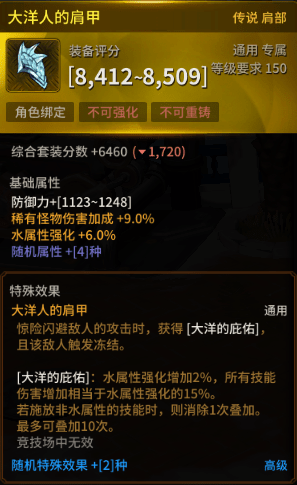 大洋人的肩甲
传说 肩部
装备评分
[8,412~8,509]
通用 专属
等级要求 150
角色绑定 不可强化 不可重铸
综合套装分数 +6460 (▼1,720)
基础属性
防御力+[1123~1248]
稀有怪物伤害加成 +9.0%
水属性强化 +6.0%
随机属性 +[4]种
特殊效果
大洋人的肩甲 通用
惊险闪避敌人的攻击时，获得 [大洋的庇佑]，
且该敌人触发冻结。
[大洋的庇佑]：水属性强化增加2%，所有技能
伤害增加相当于水属性强化的15%。
若施放非水属性的技能时，则消除1次叠加。
最多可叠加10次。
竞技场中无效
随机特殊效果 +[2]种 高级